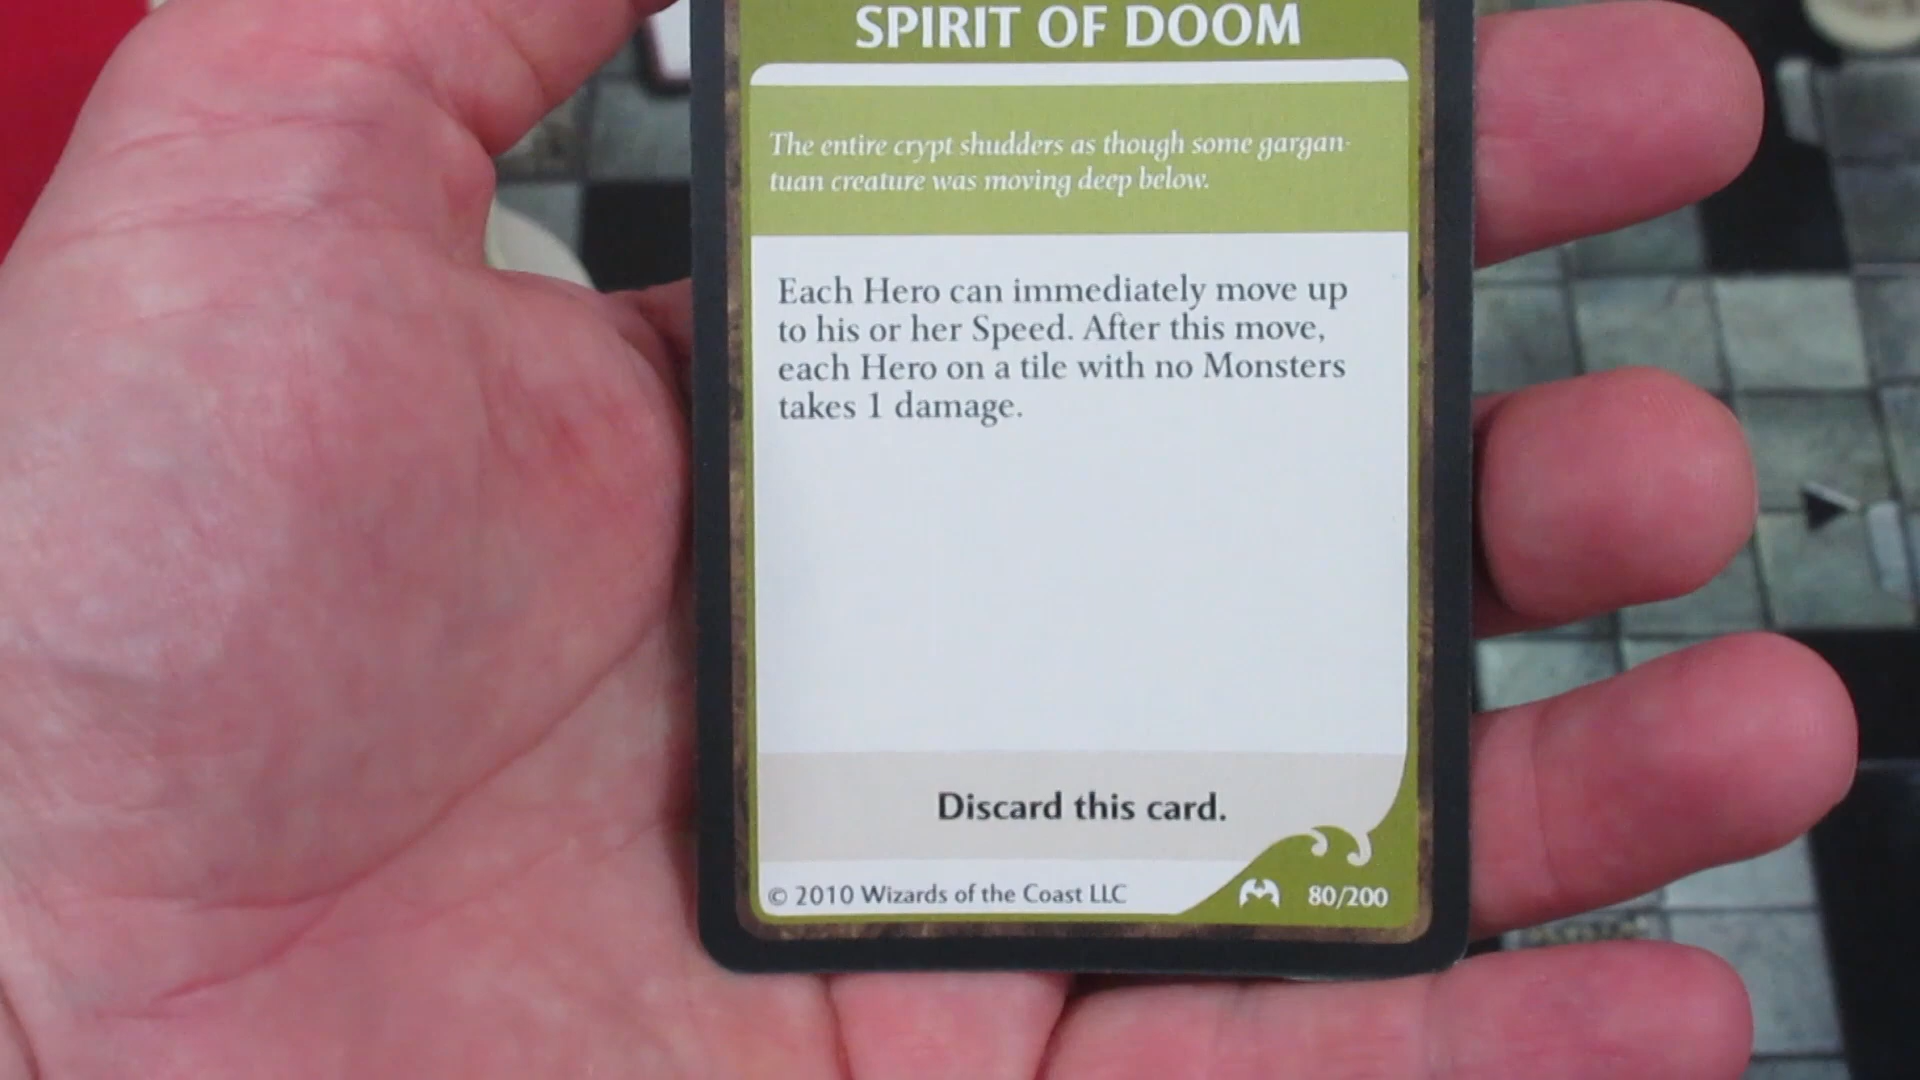 SPIRIT OF DOOM
The entire crypt shudders as though some gargan-
tuan creature was moving deep below.
Each Hero can immediately move up
to his or her Speed. After this move,
each Hero on a tile with no Monsters
takes 1 damage.
Discard this card.
© 2010 Wizards of the Coast LLC
80/200